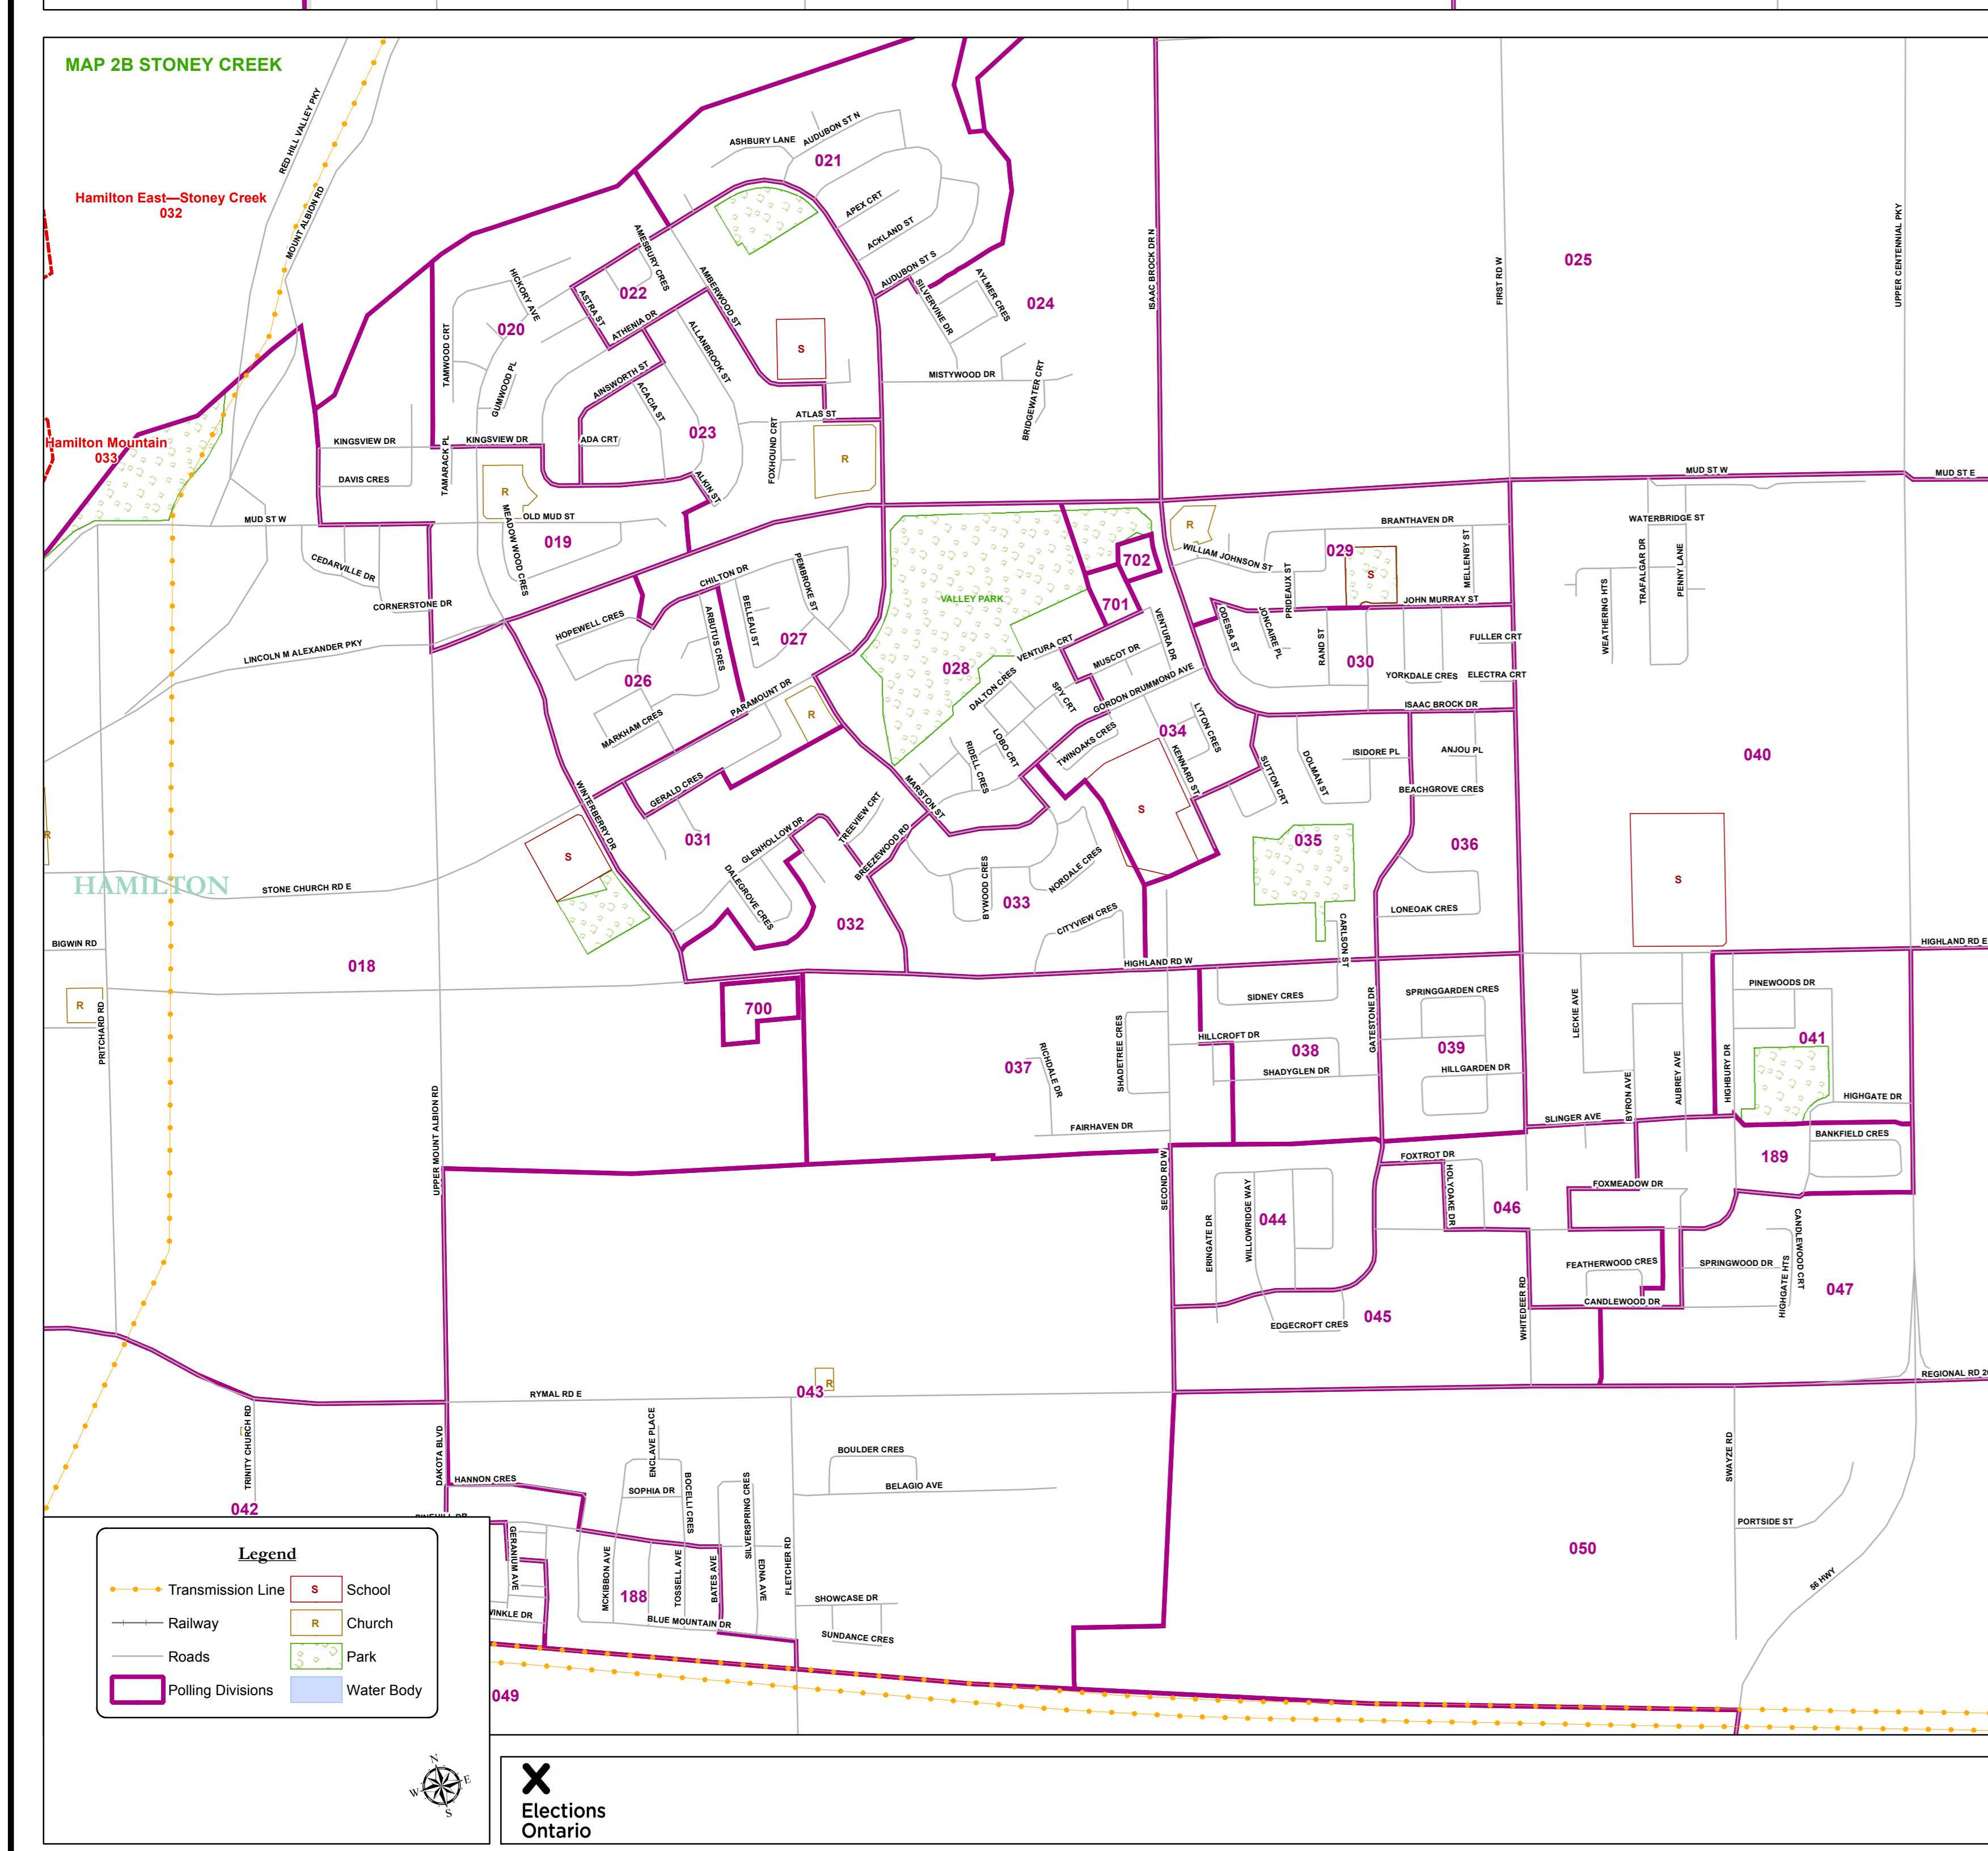 MAP 2B STONEY CREEK
RED HILL VALLEY PKY
MOUNT ALBION RD
Hamilton East—Stoney Creek
032
Hamilton Mountain
033
ASHBURY LANE
AUDUBON ST N
021
APEX CRT
ACKLAND ST
AUDUBON ST S
AMESBURY CRES
AMBERWOOD ST
HICKORY AVE
022
ASTRA ST
ATHENIA DR
020
TAMWOOD CRT
GUMWOOD PL
AINSWORTH ST
ACACIA ST
ALLANBROOK ST
S
SILVERVINE DR
AYLMER CRES
024
MISTYWOOD DR
BRIDGEWATER CRT
ISAAC BROCK DR N
FIRST RD W
025
UPPER CENTENNIAL PKY
KINGSVIEW DR
KINGSVIEW DR
ADA CRT
023
ATLAS ST
FOXHOUND CRT
R
DAVIS CRES
TAMARACK PL
R
ALKIN ST
MUD ST W
OLD MUD ST
MEADOW WOOD CRES
019
CEDARVILLE DR
CORNERSTONE DR
LINCOLN M ALEXANDER PKY
MUD ST W
MUD ST E
R
WILLIAM JOHNSON ST
BRANTHAVEN DR
029
S
PRIDEAUX ST
MELLENBY ST
JOHN MURRAY ST
WATERBRIDGE ST
TRAFALGAR DR
PENNY LANE
WEATHERING HTS
702
701
VALLEY PARK
CHILTON DR
PEMBROKE ST
HOPEWELL CRES
ARBUTUS CRES
BELLEAU ST
027
026
MARKHAM CRES
PARAMOUNT DR
R
028
VENTURA CRT
VENTURA DR
MUSCOT DR
DALTON CRES
SPY CRT
GORDON DRUMMOND AVE
ODESSA ST
JONCAIRE PL
RAND ST
030
FULLER CRT
YORKDALE CRES
ELECTRA CRT
ISAAC BROCK DR
034
LYTON CRES
KENNARD ST
TWINOAKS CRES
LOBO CRT
RIDELL CRES
SUTTON CRT
DOLMAN ST
ISIDORE PL
ANJOU PL
BEACHGROVE CRES
040
GERALD CRES
WINTERBERRY DR
MARSTON ST
S
031
GLENHOLLOW DR
TREEVIEW CRT
BREEZEWOOD RD
DALEGROVE CRES
032
S
HAMILTON
R
STONE CHURCH RD E
BYWOOD CRES
NORDALE CRES
033
CITYVIEW CRES
035
036
LONEOAK CRES
CARLSON ST
S
BIGWIN RD
018
R
PRITCHARD RD
HIGHLAND RD W
HIGHLAND RD E
700
SIDNEY CRES
SPRINGGARDEN CRES
GATESTONE DR
LECKIE AVE
PINEWOODS DR
041
HILLCROFT DR
038
039
SHADETREE CRES
RICHDALE DR
037
SHADYGLEN DR
HILLGARDEN DR
BYRON AVE
AUBREY AVE
HIGHBURY DR
HIGHGATE DR
FAIRHAVEN DR
SLINGER AVE
UPPER MOUNT ALBION RD
SECOND RD W
FOXTROT DR
HOLYOAKE DR
BANKFIELD CRES
189
FOXMEADOW DR
046
ERINGATE DR
WILLOWRIDGE WAY
044
FEATHERWOOD CRES
SPRINGWOOD DR
CANDLEWOOD CRT
HIGHGATE HTS
047
CANDLEWOOD DR
WHITEDEER RD
045
EDGECROFT CRES
043
R
RYMAL RD E
REGIONAL RD 20
TRINITY CHURCH RD
DAKOTA BLVD
042
HANNON CRES
ENCLAVE PLACE
SOPHIA DR
BOCELLI CRES
SILVERSPRING CRES
BOULDER CRES
BELAGIO AVE
SWAYZE RD
PORTSIDE ST
56 HWY
050
GERANIUM AVE
MCKIBBON AVE
188
TOSSELL AVE
BATES AVE
EDNA AVE
FLETCHER RD
SHOWCASE DR
SUNDANCE CRES
BLUE MOUNTAIN DR
WINKLE DR
049
Legend
Transmission Line
S
School
Railway
R
Church
Roads
Park
Polling Divisions
Water Body
N
W
E
S
Elections
Ontario